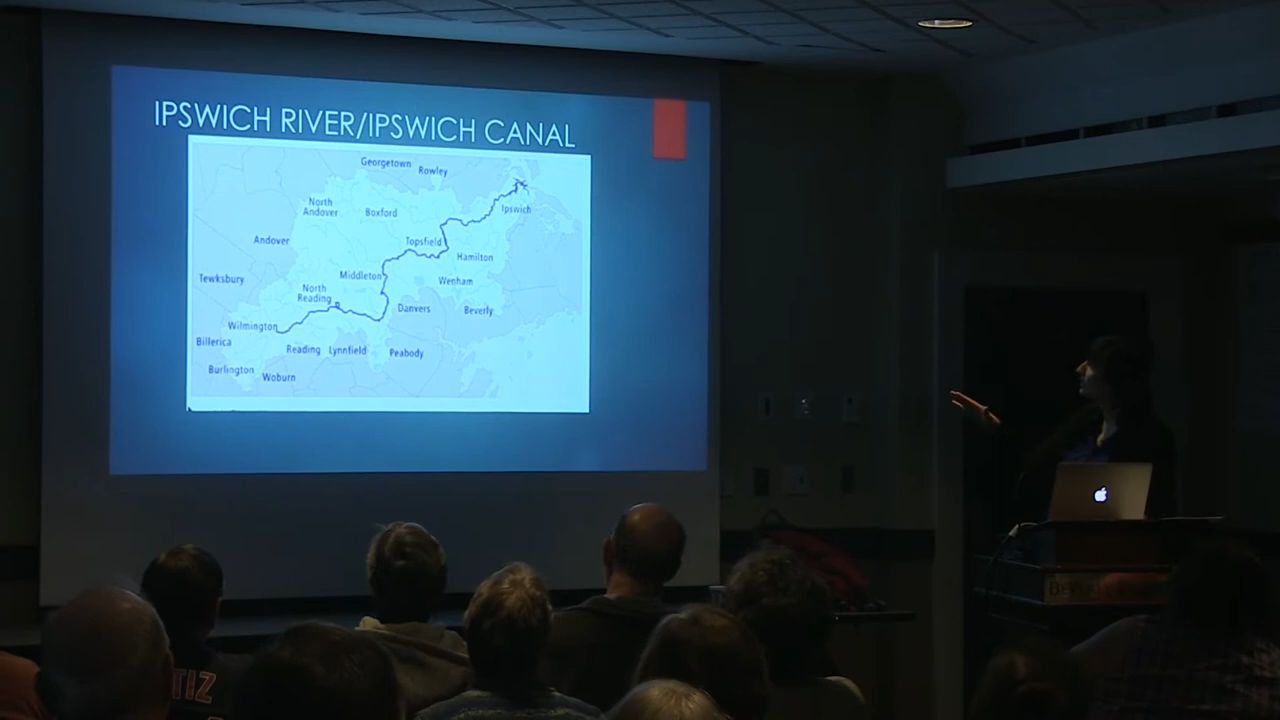 IPSWICH RIVER/IPSWICH CANAL
Georgetown
Rowley
North
Andover
Boxford
Ipswich
Andover
Topsfield
Hamilton
Tewksbury
Middleton
Wenham
North
Reading
Danvers
Beverly
Wilmington
Billerica
Reading
Lynnfield
Peabody
Burlington
Woburn
TIZ